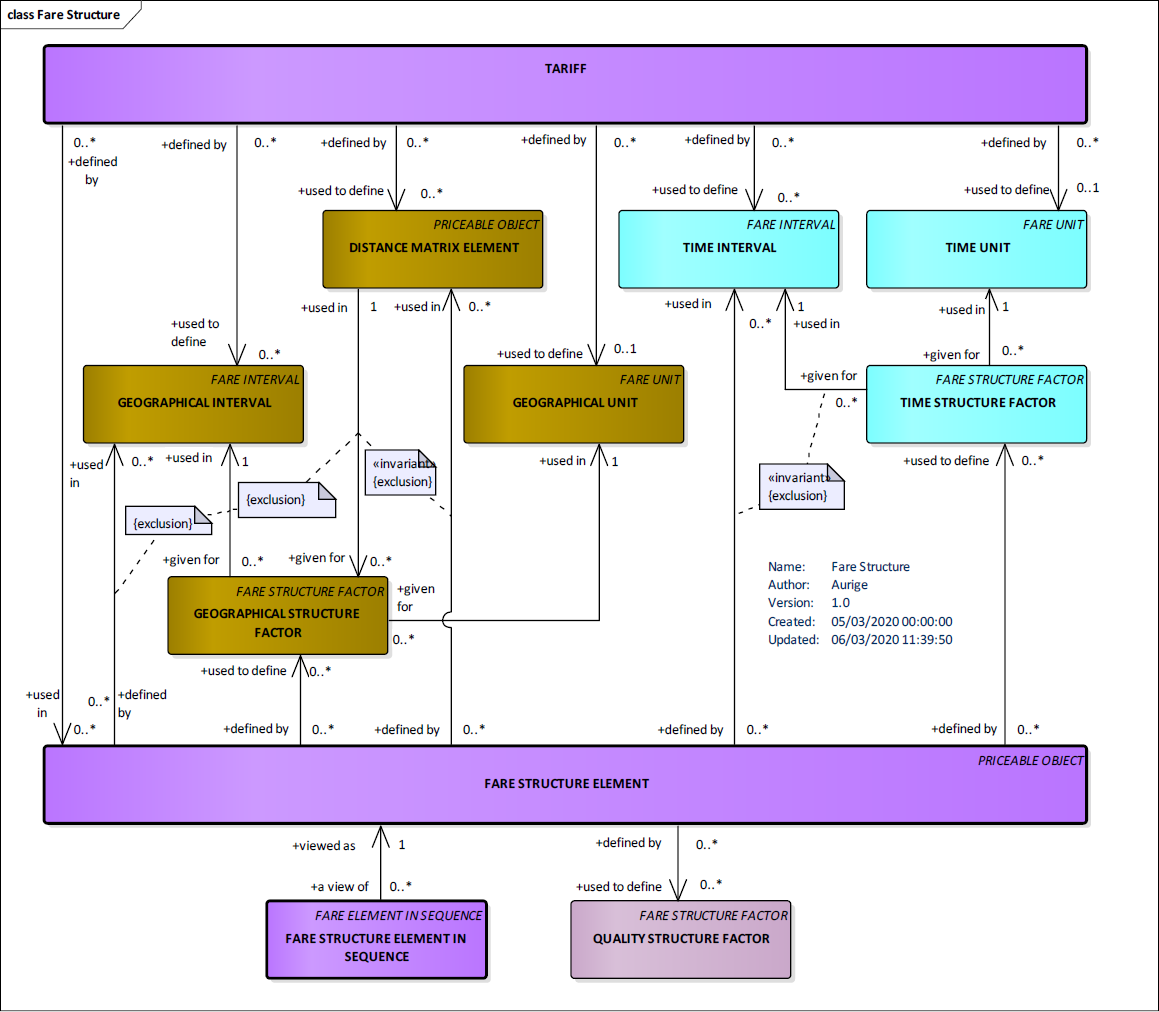 class Fare Structure
TARIFF
0..*
+defined
by
+defined by
0..*
+defined by
0..*
+defined by
0..*
+defined by
0..*
+defined by
0..*
+used to define
0..*
+used to define
0..*
+used to define
0..1
PRICEABLE OBJECT
DISTANCE MATRIX ELEMENT
FARE INTERVAL
TIME INTERVAL
FARE UNIT
TIME UNIT
+used in
1
+used in
0..*
+used in
0..*
1
+used in
+used in
1
+used to
define
0..*
+used to define
0..1
+given for
0..*
FARE INTERVAL
GEOGRAPHICAL INTERVAL
FARE UNIT
GEOGRAPHICAL UNIT
+given for
0..*
FARE STRUCTURE FACTOR
TIME STRUCTURE FACTOR
+used
in
0..*
+used in
1
«invariant»
{exclusion}
+used in
1
+used to define
0..*
«invariant»
{exclusion}
{exclusion}
{exclusion}
+given for
0..*
+given for
0..*
FARE STRUCTURE FACTOR
GEOGRAPHICAL STRUCTURE
FACTOR
+given
for
0..*
Name: Fare Structure
Author: Aurige
Version: 1.0
Created: 05/03/2020 00:00:00
Updated: 06/03/2020 11:39:50
+used to define
0..*
+used
in
0..*
0..*
+defined
by
+defined by
0..*
+defined by
0..*
+defined by
0..*
+defined by
0..*
PRICEABLE OBJECT
FARE STRUCTURE ELEMENT
+viewed as
1
+defined by
0..*
+a view of
0..*
+used to define
0..*
FARE ELEMENT IN SEQUENCE
FARE STRUCTURE ELEMENT IN
SEQUENCE
FARE STRUCTURE FACTOR
QUALITY STRUCTURE FACTOR